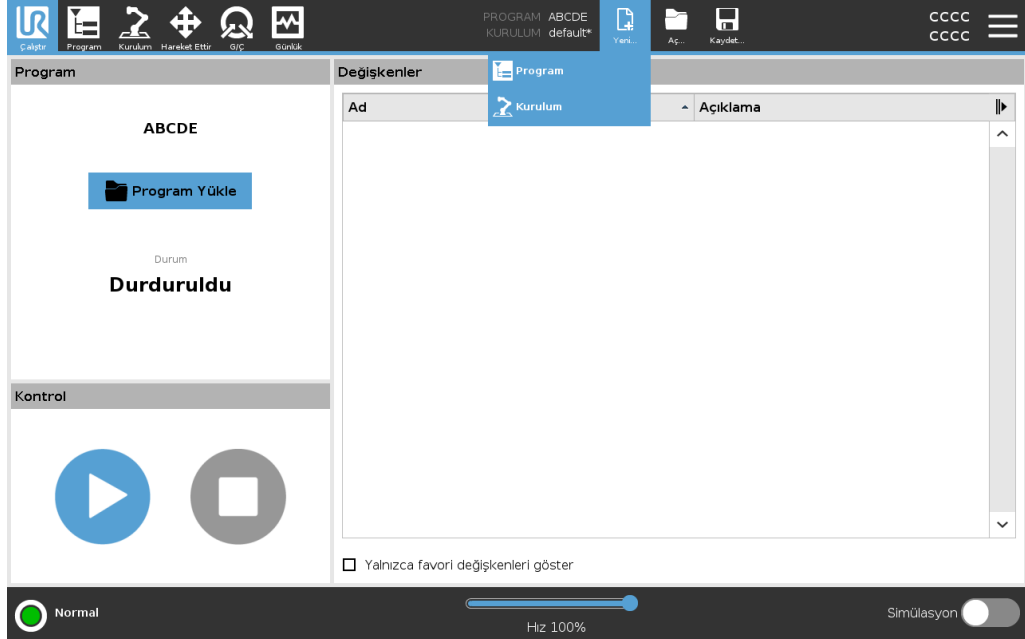 Çalıştır Program Kurulum Hareket Ettir G/Ç Günlük
PROGRAM ABCDE
KURULUM default*
Yeni... Aç... Kaydet...
CCCC
CCCC
Program
Kurulum
Program
ABCDE
Program Yükle
Durum
Durduruldu
Değişkenler
Ad Açıklama
Kontrol
Yalnızca favori değişkenleri göster
Normal
Hız 100%
Simülasyon